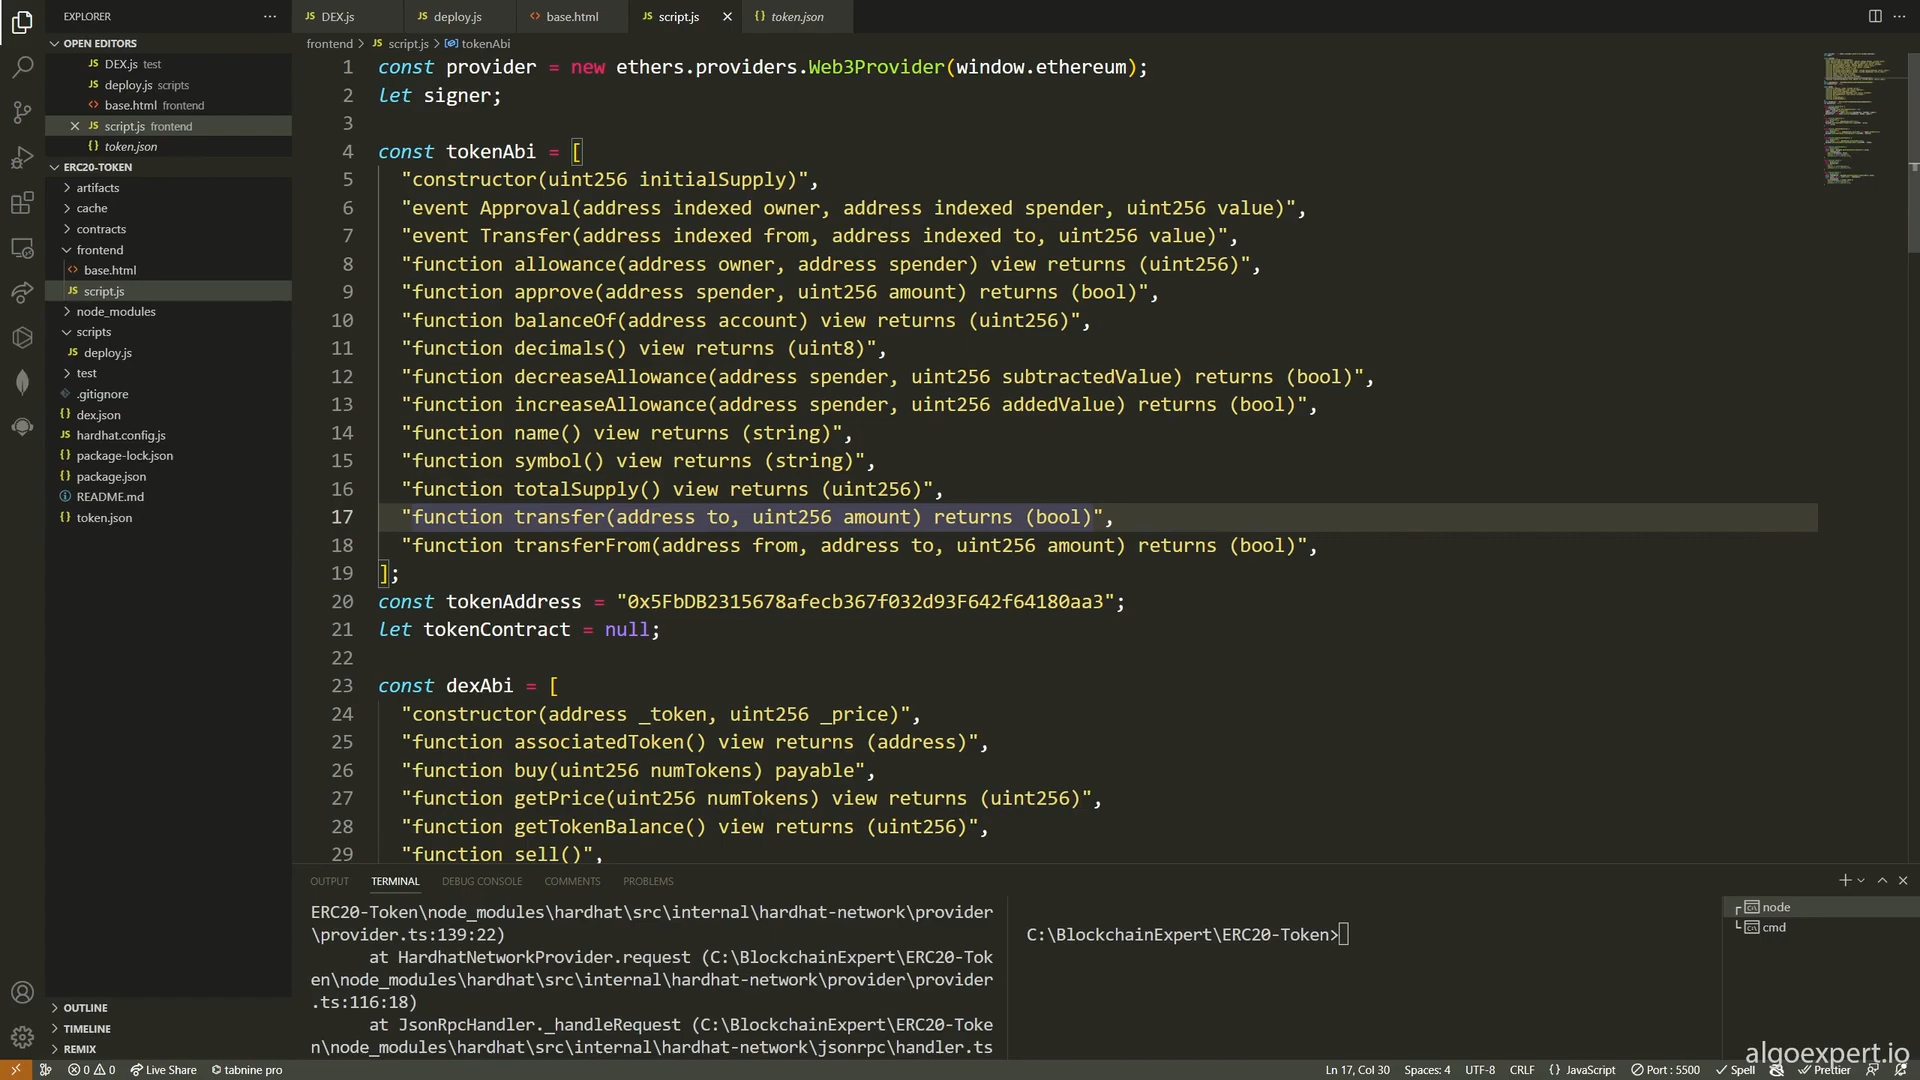 EXPLORER
OPEN EDITORS
DEX.js test
deploy.js scripts
base.html frontend
script.js frontend
token.json
ERC20-TOKEN
artifacts
cache
contracts
frontend
base.html
script.js
node_modules
scripts
deploy.js
test
.gitignore
dex.json
hardhat.config.js
package-lock.json
package.json
README.md
token.json
OUTLINE
TIMELINE
REMIX
DEX.js
deploy.js
base.html
script.js
token.json
frontend > JS script.js > tokenAbi
1 const provider = new ethers.providers.Web3Provider(window.ethereum);
2 let signer;
3
4 const tokenAbi = [
5 "constructor(uint256 initialSupply)",
6 "event Approval(address indexed owner, address indexed spender, uint256 value)",
7 "event Transfer(address indexed from, address indexed to, uint256 value)",
8 "function allowance(address owner, address spender) view returns (uint256)",
9 "function approve(address spender, uint256 amount) returns (bool)",
10 "function balanceOf(address account) view returns (uint256)",
11 "function decimals() view returns (uint8)",
12 "function decreaseAllowance(address spender, uint256 subtractedValue) returns (bool)",
13 "function increaseAllowance(address spender, uint256 addedValue) returns (bool)",
14 "function name() view returns (string)",
15 "function symbol() view returns (string)",
16 "function totalSupply() view returns (uint256)",
17 "function transfer(address to, uint256 amount) returns (bool)",
18 "function transferFrom(address from, address to, uint256 amount) returns (bool)",
19 ];
20 const tokenAddress = "0x5FbDB2315678afecb367f032d93F642f64180aa3";
21 let tokenContract = null;
22
23 const dexAbi = [
24 "constructor(address _token, uint256 _price)",
25 "function associatedToken() view returns (address)",
26 "function buy(uint256 numTokens) payable",
27 "function getPrice(uint256 numTokens) view returns (uint256)",
28 "function getTokenBalance() view returns (uint256)",
29 "function sell()",
OUTPUT TERMINAL DEBUG CONSOLE COMMENTS PROBLEMS
ERC20-Token\node_modules\hardhat\src\internal\hardhat-network\provider
\provider.ts:139:22)
at HardhatNetworkProvider.request (C:\BlockchainExpert\ERC20-Tok
en\node_modules\hardhat\src\internal\hardhat-network\provider\provider
.ts:116:18)
at JsonRpcHandler._handleRequest (C:\BlockchainExpert\ERC20-Toke
n\node_modules\hardhat\src\internal\hardhat-network\jsonrpc\handler.ts
C:\BlockchainExpert\ERC20-Token>
node
cmd
algoexpert.io
0 0 Live Share tabnine pro
Ln 17, Col 30 Spaces: 4 UTF-8 CRLF {} JavaScript Port : 5500 Spell Prettier